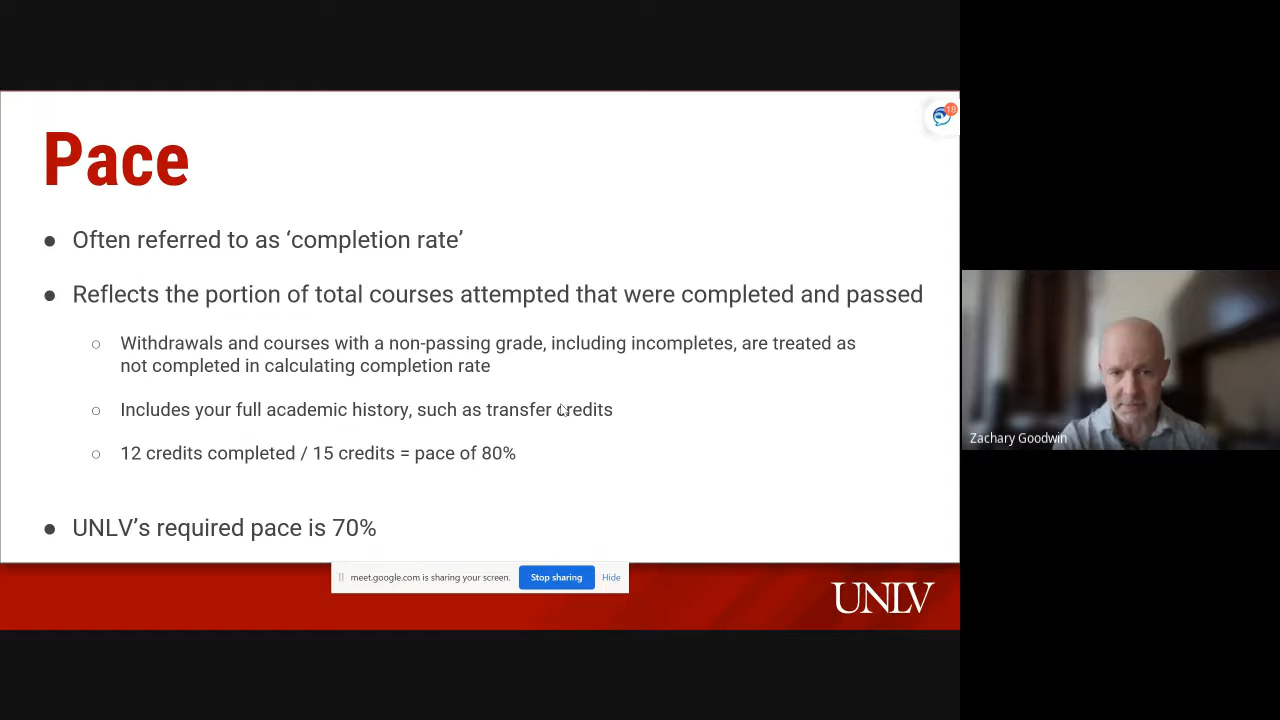 Pace
● Often referred to as ‘completion rate’
● Reflects the portion of total courses attempted that were completed and passed
○ Withdrawals and courses with a non-passing grade, including incompletes, are treated as
not completed in calculating completion rate
○ Includes your full academic history, such as transfer credits
○ 12 credits completed / 15 credits = pace of 80%
● UNLV’s required pace is 70%
meet.google.com is sharing your screen. Stop sharing Hide
UNLV
Zachary Goodwin